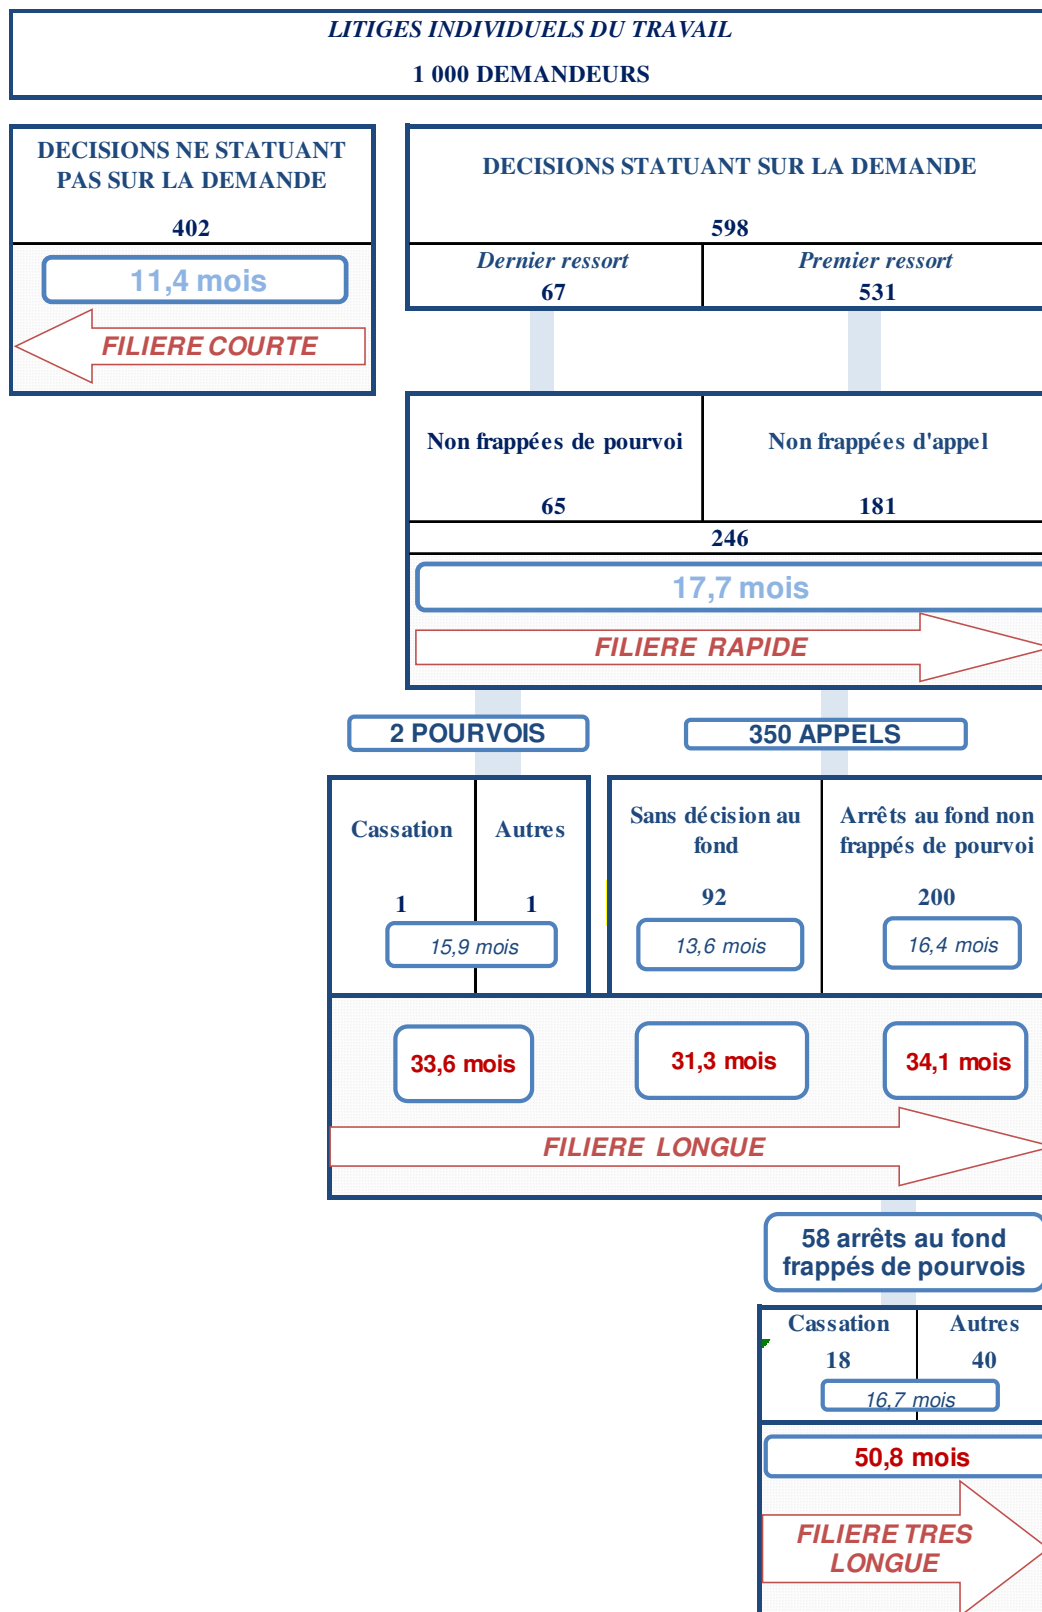 LITIGES INDIVIDUELS DU TRAVAIL
1 000 DEMANDEURS
DECISIONS NE STATUANT
PAS SUR LA DEMANDE
402
11,4 mois
FILIERE COURTE
DECISIONS STATUANT SUR LA DEMANDE
598
Dernier ressort
67
Premier ressort
531
Non frappées de pourvoi
65
Non frappées d'appel
181
246
17,7 mois
FILIERE RAPIDE
2 POURVOIS
350 APPELS
Cassation
1
Autres
1
15,9 mois
Sans décision au
fond
92
13,6 mois
Arrêts au fond non
frappés de pourvoi
200
16,4 mois
33,6 mois
31,3 mois
34,1 mois
FILIERE LONGUE
58 arrêts au fond
frappés de pourvois
Cassation
18
Autres
40
16,7 mois
50,8 mois
FILIERE TRES
LONGUE